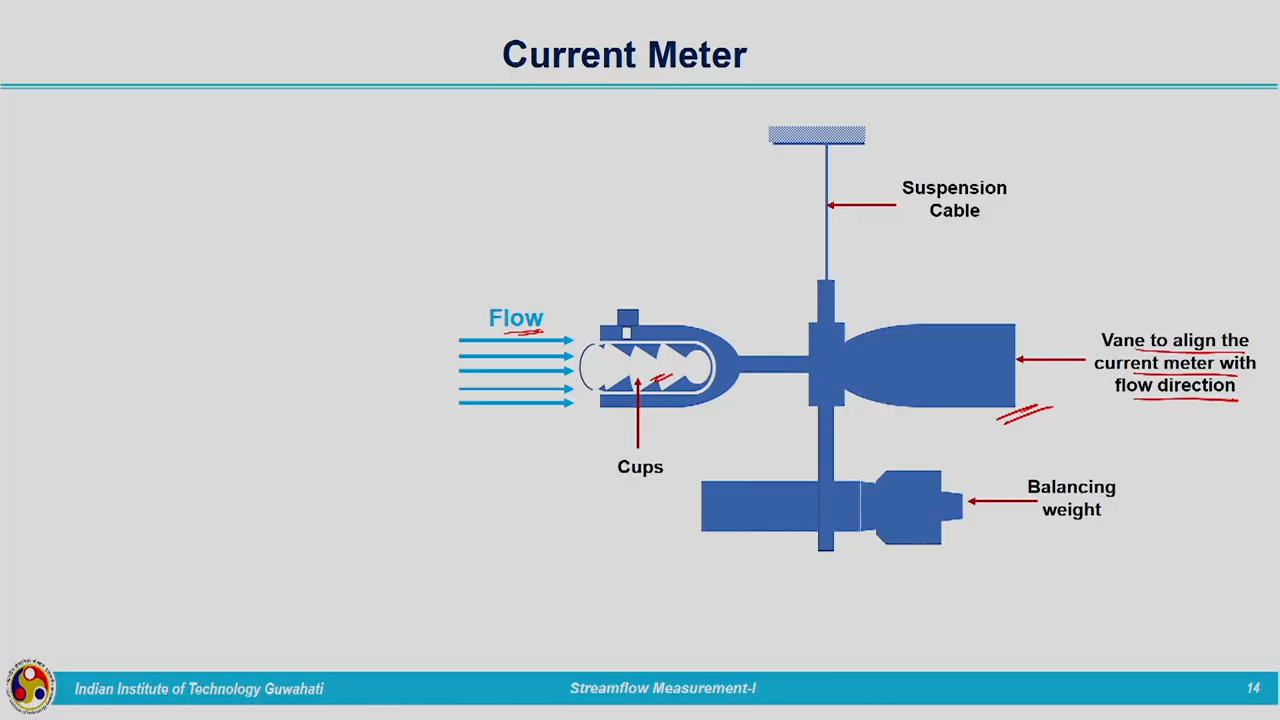 Current Meter
Suspension
Cable
Flow
Vane to align the
current meter with
flow direction
Cups
Balancing
weight
Indian Institute of Technology Guwahati
Streamflow Measurement-I
14